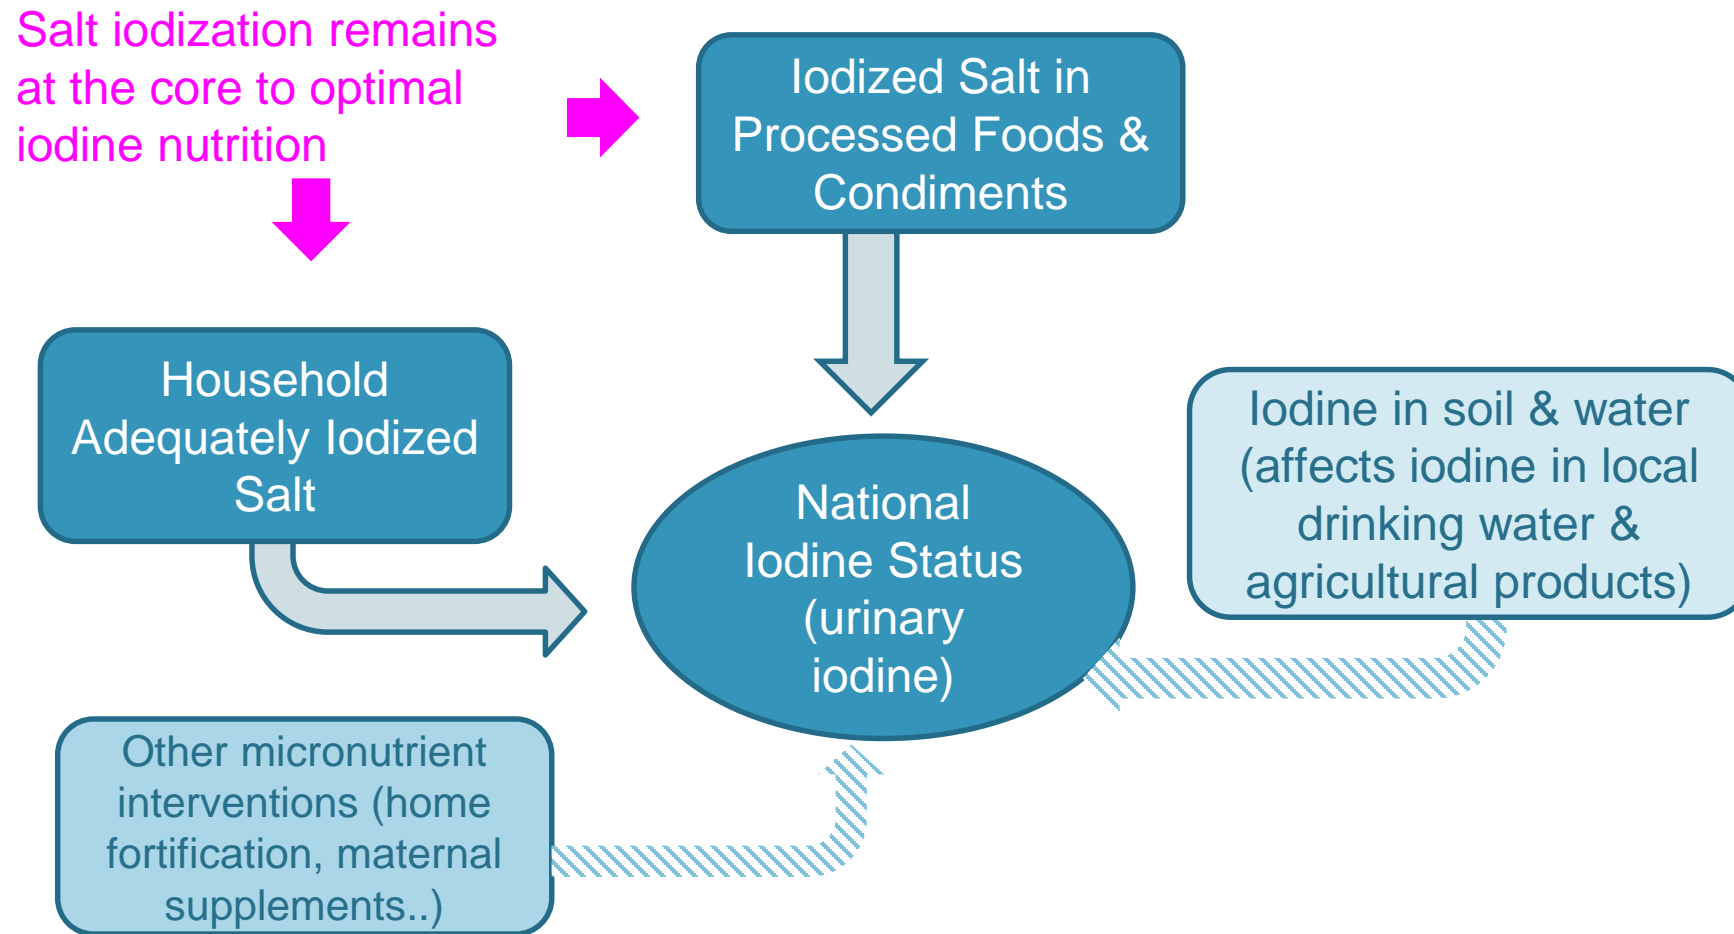 Salt iodization remains
at the core to optimal
iodine nutrition
Iodized Salt in
Processed Foods &
Condiments
Household
Adequately Iodized
Salt
National
Iodine Status
(urinary
iodine)
Iodine in soil & water
(affects iodine in local
drinking water &
agricultural products)
Other micronutrient
interventions (home
fortification, maternal
supplements..)